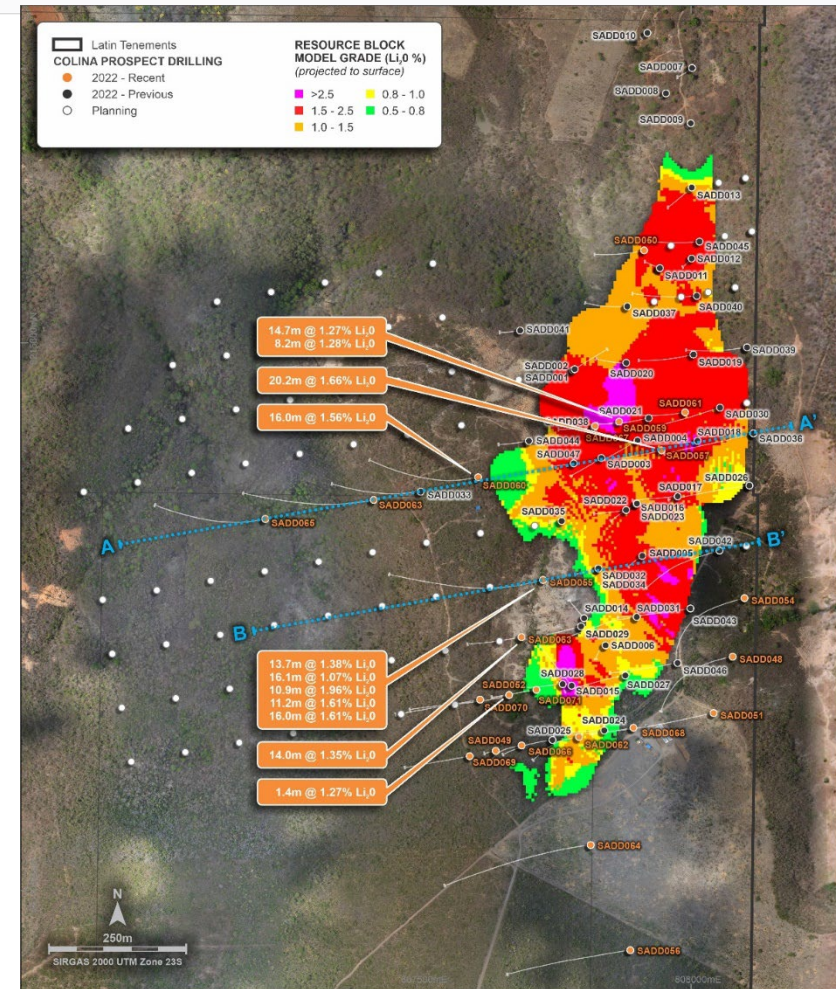 Latin Tenements
COLINA PROSPECT DRILLING
2022 - Recent
2022 - Previous
Planning
RESOURCE BLOCK
MODEL GRADE (Li₂0 %)
(projected to surface)
>2.5
1.5 - 2.5
1.0 - 1.5
0.8 - 1.0
0.5 - 0.8
SADD010
SADD007
SADD008
SADD009
SADD013
SADD050
SADD045
SADD012
SADD011
SADD040
SADD037
SADD041
SADD039
SADD019
SADD002
SADD001
SADD020
14.7m @ 1.27% Li₂0
8.2m @ 1.28% Li₂0
20.2m @ 1.66% Li₂0
16.0m @ 1.56% Li₂0
SADD061
SADD021
SADD030
SADD038
SADD059
SADD004
SADD018
SADD036
A'
SADD044
SADD057
SADD047
SADD003
SADD026
SADD060
SADD017
SADD033
SADD063
SADD022
SADD016
SADD023
SADD035
SADD065
A
SADD042
B'
SADD005
SADD032
SADD034
SADD055
SADD054
B
SADD014
SADD031
SADD043
SADD053
SADD029
SADD006
SADD048
SADD046
13.7m @ 1.38% Li₂0
16.1m @ 1.07% Li₂0
10.9m @ 1.96% Li₂0
11.2m @ 1.61% Li₂0
16.0m @ 1.61% Li₂0
SADD028
SADD027
SADD052
SADD015
SADD071
SADD070
SADD051
SADD024
SADD068
SADD025
SADD062
SADD049
SADD066
SADD069
14.0m @ 1.35% Li₂0
1.4m @ 1.27% Li₂0
SADD064
N
250m
SIRGAS 2000 UTM Zone 23S
SADD056